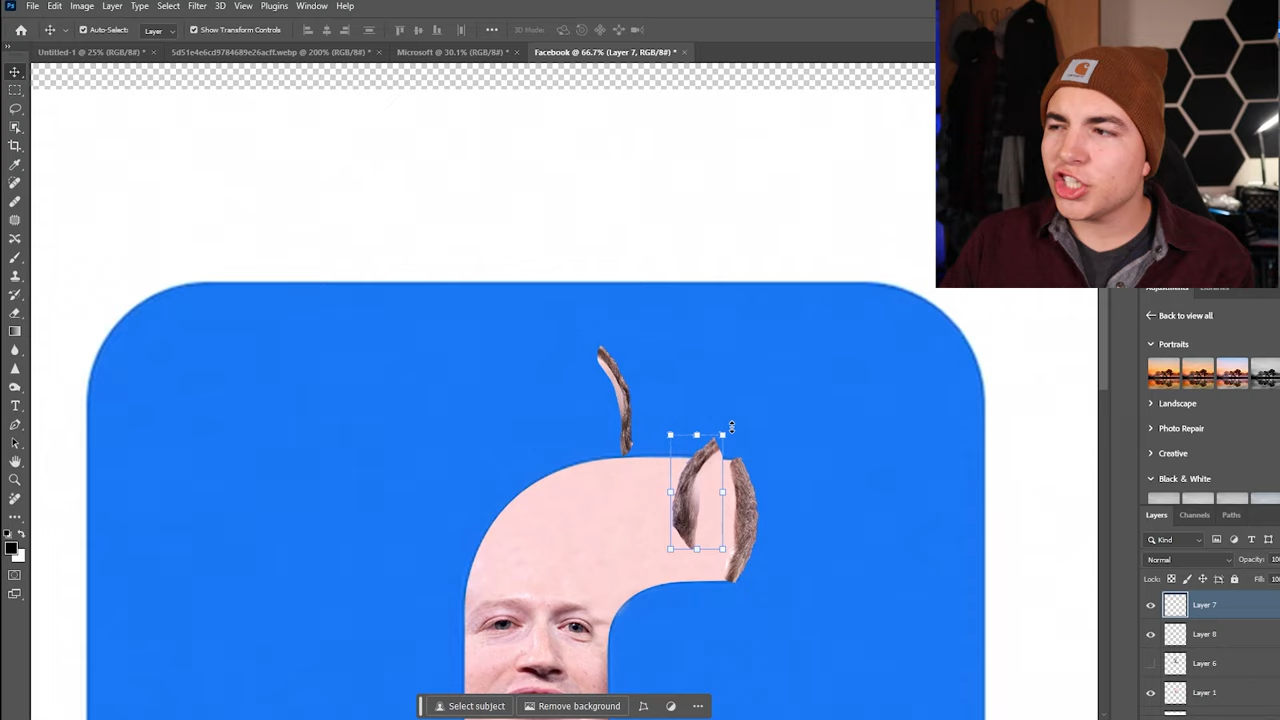 Ps File Edit Image Layer Type Select Filter 3D View Plugins Window Help
Auto-Select: Layer Show Transform Controls 3D Mode:
Untitled-1 @ 25% (RGB/8#) * × 5d51e4e6cd9784689e26acff.webp @ 200% (RGB/8#) * × Microsoft @ 30.1% (RGB/8#) * × Facebook @ 66.7% (Layer 7, RGB/8#) * ×
Back to view all
Portraits
Landscape
Photo Repair
Creative
Black & White
Layers Channels Paths
Kind
Normal Opacity:
Lock: Fill:
Layer 7
Layer 8
Layer 6
Layer 1
Select subject Remove background